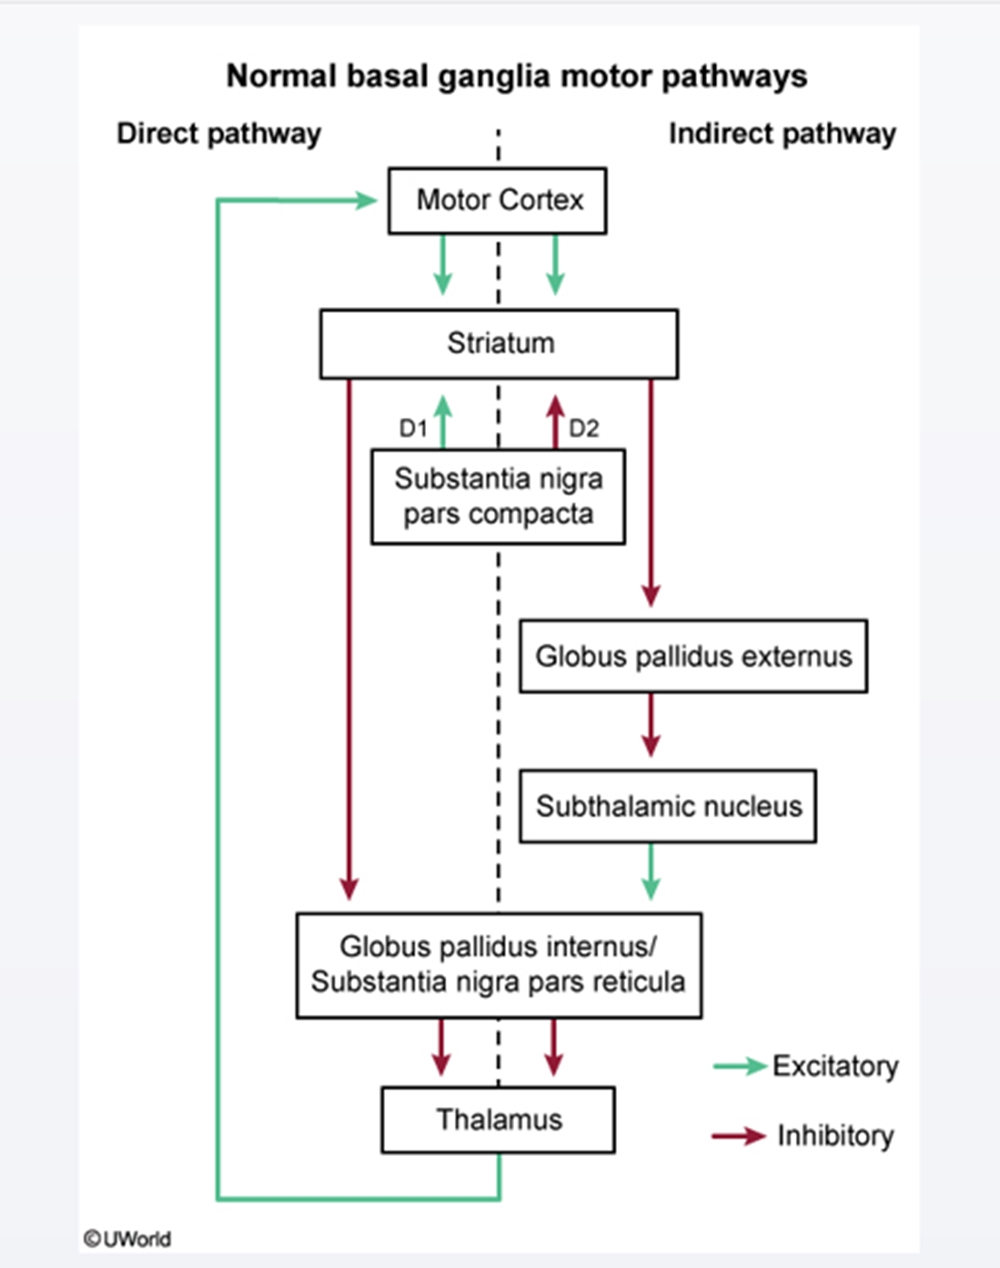 Normal basal ganglia motor pathways
Direct pathway
Indirect pathway
Motor Cortex
Striatum
D1
D2
Substantia nigra
pars compacta
Globus pallidus externus
Subthalamic nucleus
Globus pallidus internus/
Substantia nigra pars reticula
Thalamus
Excitatory
Inhibitory
©UWorld